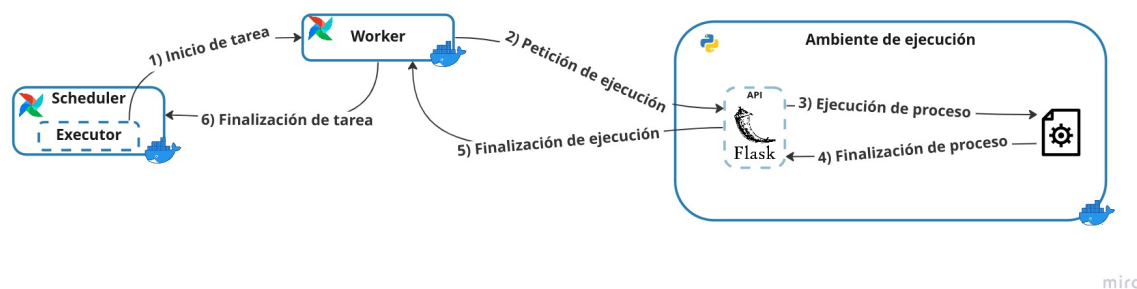 1) Inicio de tarea
Worker
2) Petición de ejecución
Ambiente de ejecución
Scheduler
Executor
6) Finalización de tarea
5) Finalización de ejecución
API
Flask
3) Ejecución de proceso
4) Finalización de proceso
miro